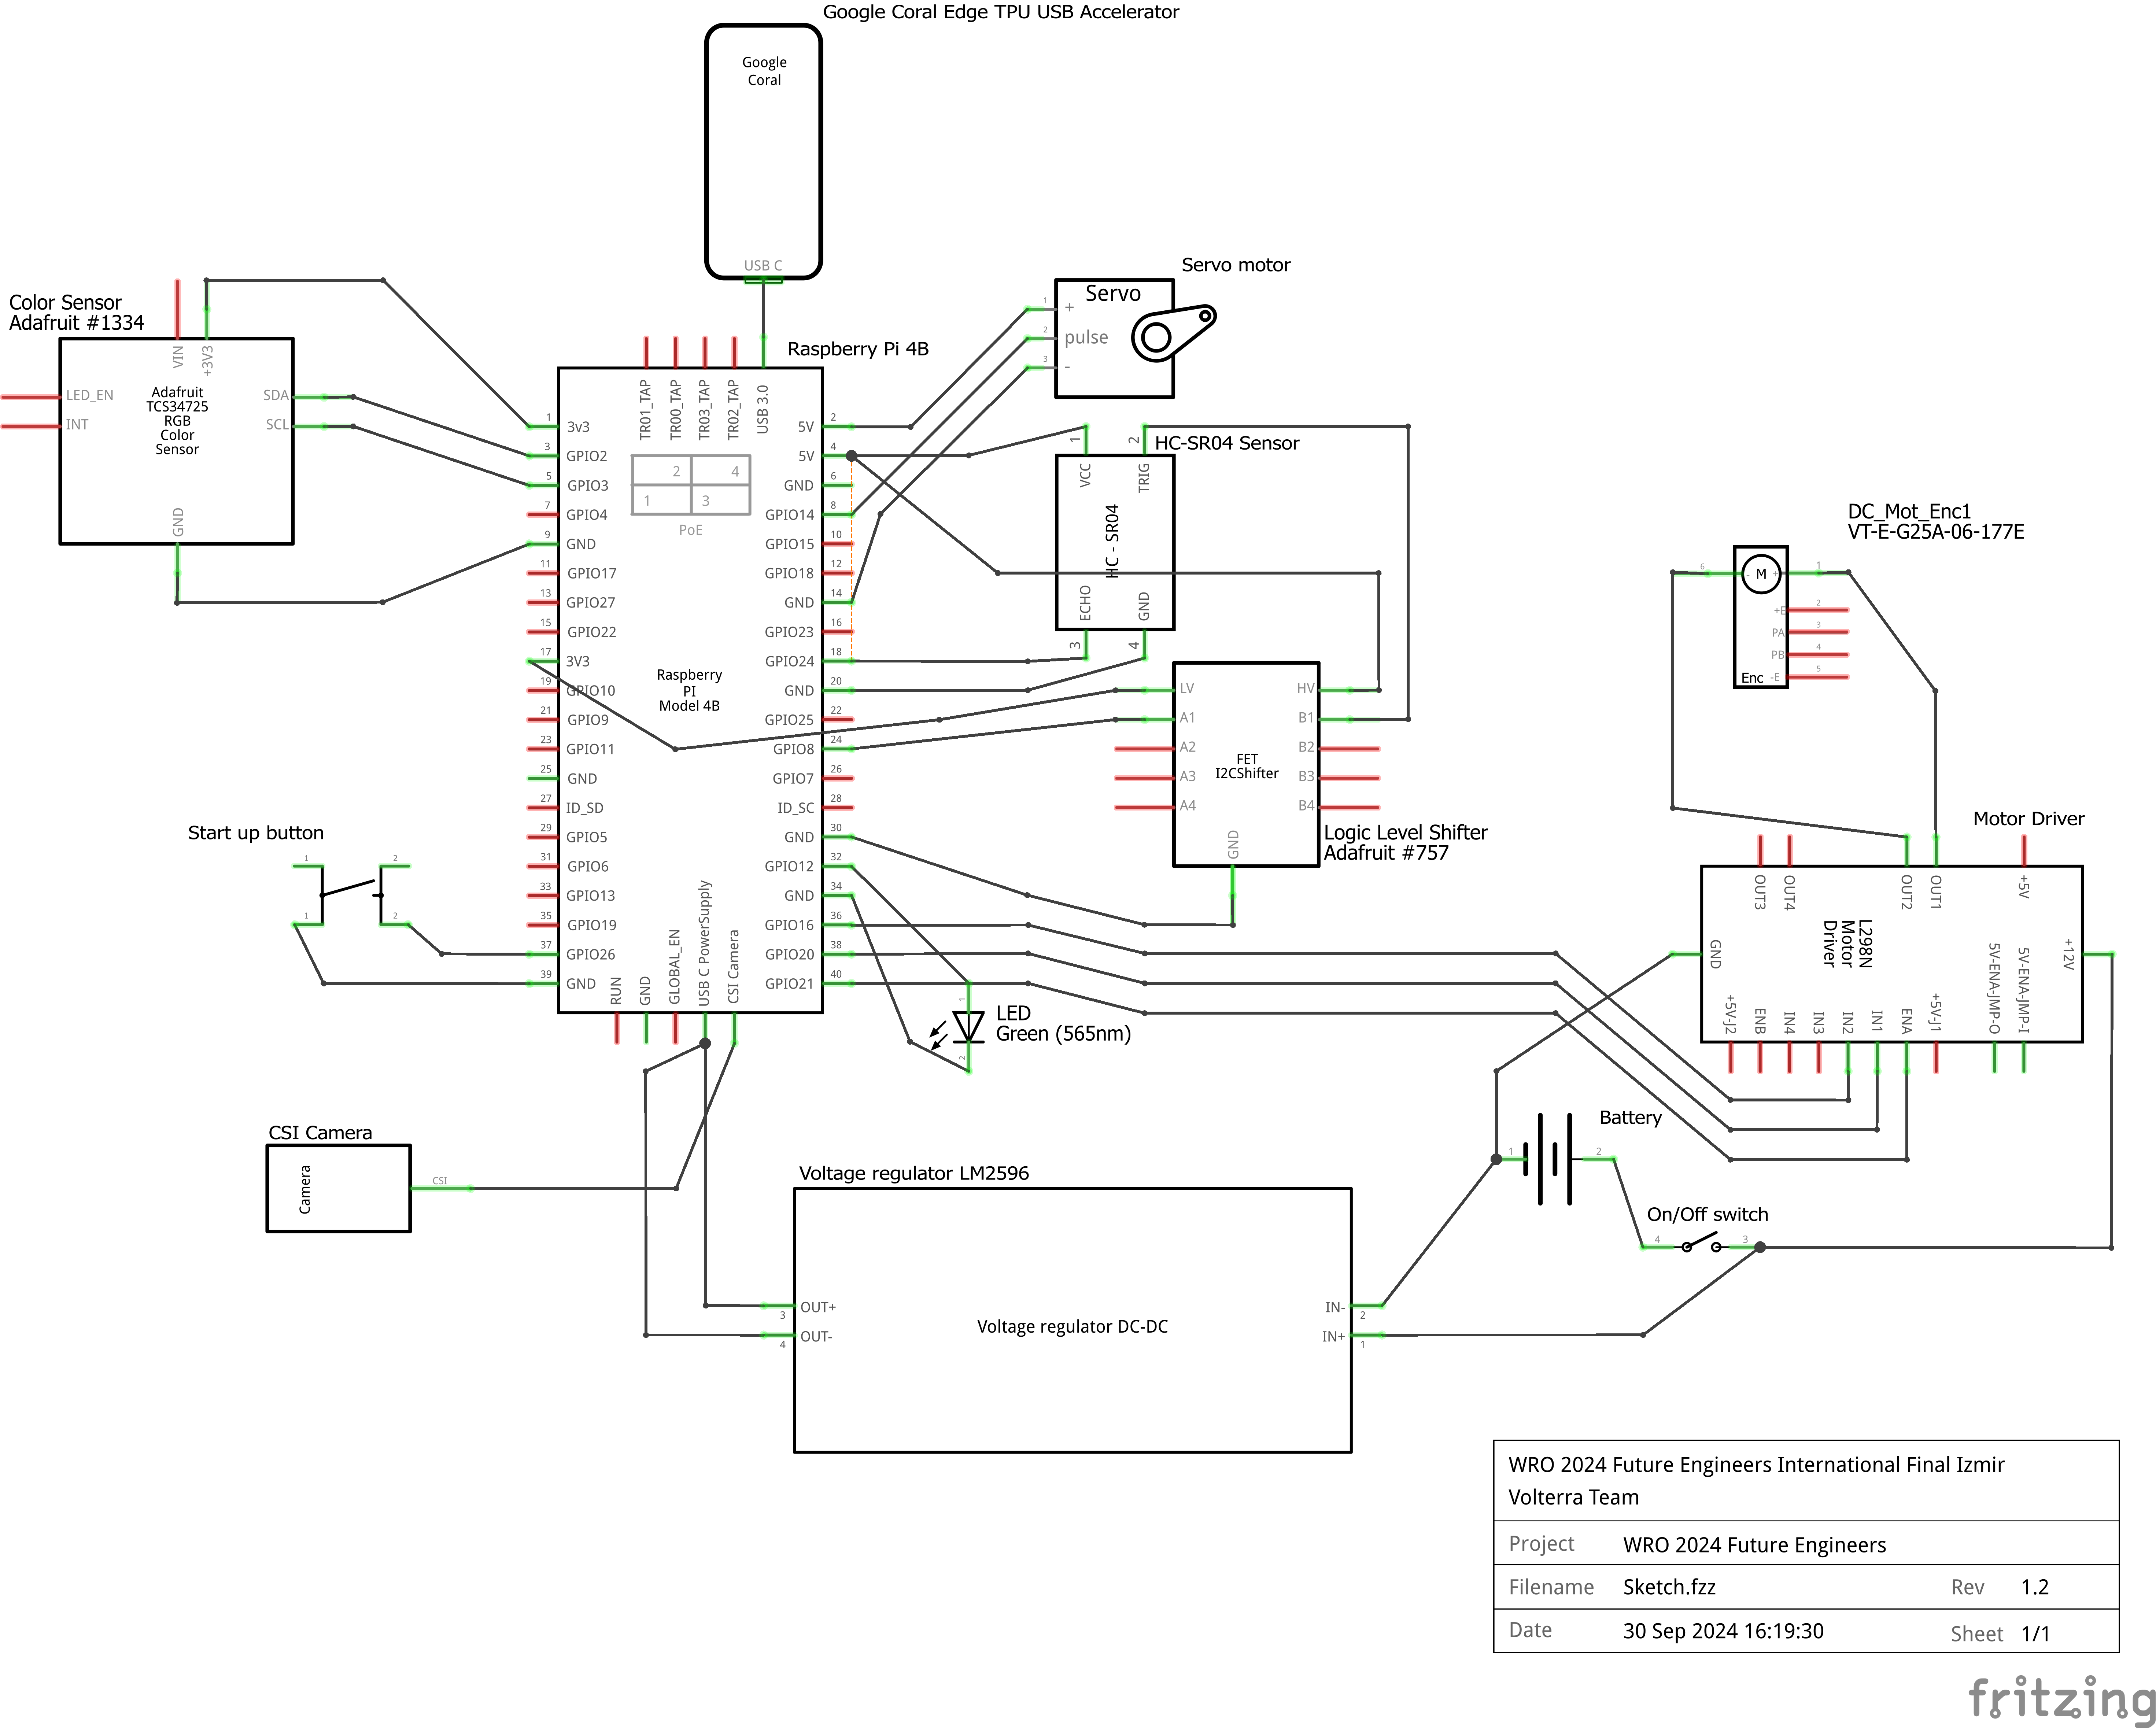 Google Coral Edge TPU USB Accelerator
Google
Coral
USB C
Color Sensor
Adafruit #1334
VIN
+3V3
LED_EN
INT
Adafruit
TCS34725
RGB
Color
Sensor
SDA
SCL
GND
Raspberry Pi 4B
TR01_TAP
TR00_TAP
TR03_TAP
TR02_TAP
USB 3.0
2
4
1
3
PoE
Raspberry
PI
Model 4B
1 3v3
3 GPIO2
5 GPIO3
7 GPIO4
9 GND
11 GPIO17
13 GPIO27
15 GPIO22
17 3V3
19 GPIO10
21 GPIO9
23 GPIO11
25 GND
27 ID_SD
29 GPIO5
31 GPIO6
33 GPIO13
35 GPIO19
37 GPIO26
39 GND
5V 2
5V 4
GND 6
GPIO14 8
GPIO15 10
GPIO18 12
GND 14
GPIO23 16
GPIO24 18
GND 20
GPIO25 22
GPIO8 24
GPIO7 26
ID_SC 28
GND 30
GPIO12 32
GND 34
GPIO16 36
GPIO20 38
GPIO21 40
RUN
GND
GLOBAL_EN
USB C PowerSupply
CSI Camera
Servo motor
Servo
1 +
2 pulse
3 -
HC-SR04 Sensor
1
2
VCC
TRIG
HC - SR04
ECHO
GND
3
4
LV
A1
A2
A3
A4
HV
B1
B2
B3
B4
FET
I2CShifter
GND
Logic Level Shifter
Adafruit #757
DC_Mot_Enc1
VT-E-G25A-06-177E
6
- M +
1
+E 2
PA 3
PB 4
Enc -E 5
Motor Driver
OUT3
OUT4
OUT2
OUT1
+5V
L298N
Motor
Driver
GND
+12V
+5V-J2
ENB
IN4
IN3
IN2
IN1
ENA
+5V-J1
5V-ENA-JMP-O
5V-ENA-JMP-I
Start up button
1
2
1
2
LED
Green (565nm)
1
2
CSI Camera
Camera
CSI
Battery
1
2
On/Off switch
4
3
Voltage regulator LM2596
Voltage regulator DC-DC
OUT+
3
OUT-
4
IN-
2
IN+
1
WRO 2024 Future Engineers International Final Izmir
Volterra Team
Project WRO 2024 Future Engineers
Filename Sketch.fzz Rev 1.2
Date 30 Sep 2024 16:19:30 Sheet 1/1
fritzing